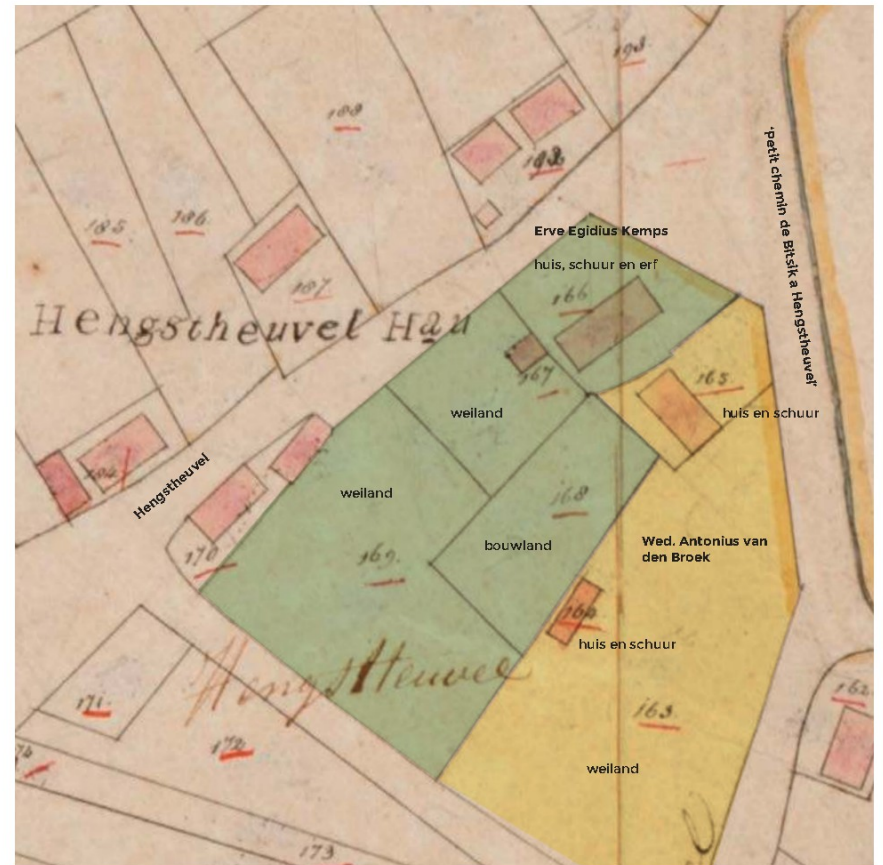 193.
188
192
'Petit chemin de Bitsik a Hengstheuvel'
185.
186.
Erve Egidius Kemps
huis, schuur en erf
166
187.
Hengstheuvel Hau
167
165.
weiland
huis en schuur
184
Hengstheuvel
weiland
168
bouwland
Wed. Antonius van
den Broek
170
169.
164
huis en schuur
Hengstheuvel
171.
172
163.
162.
weiland
173